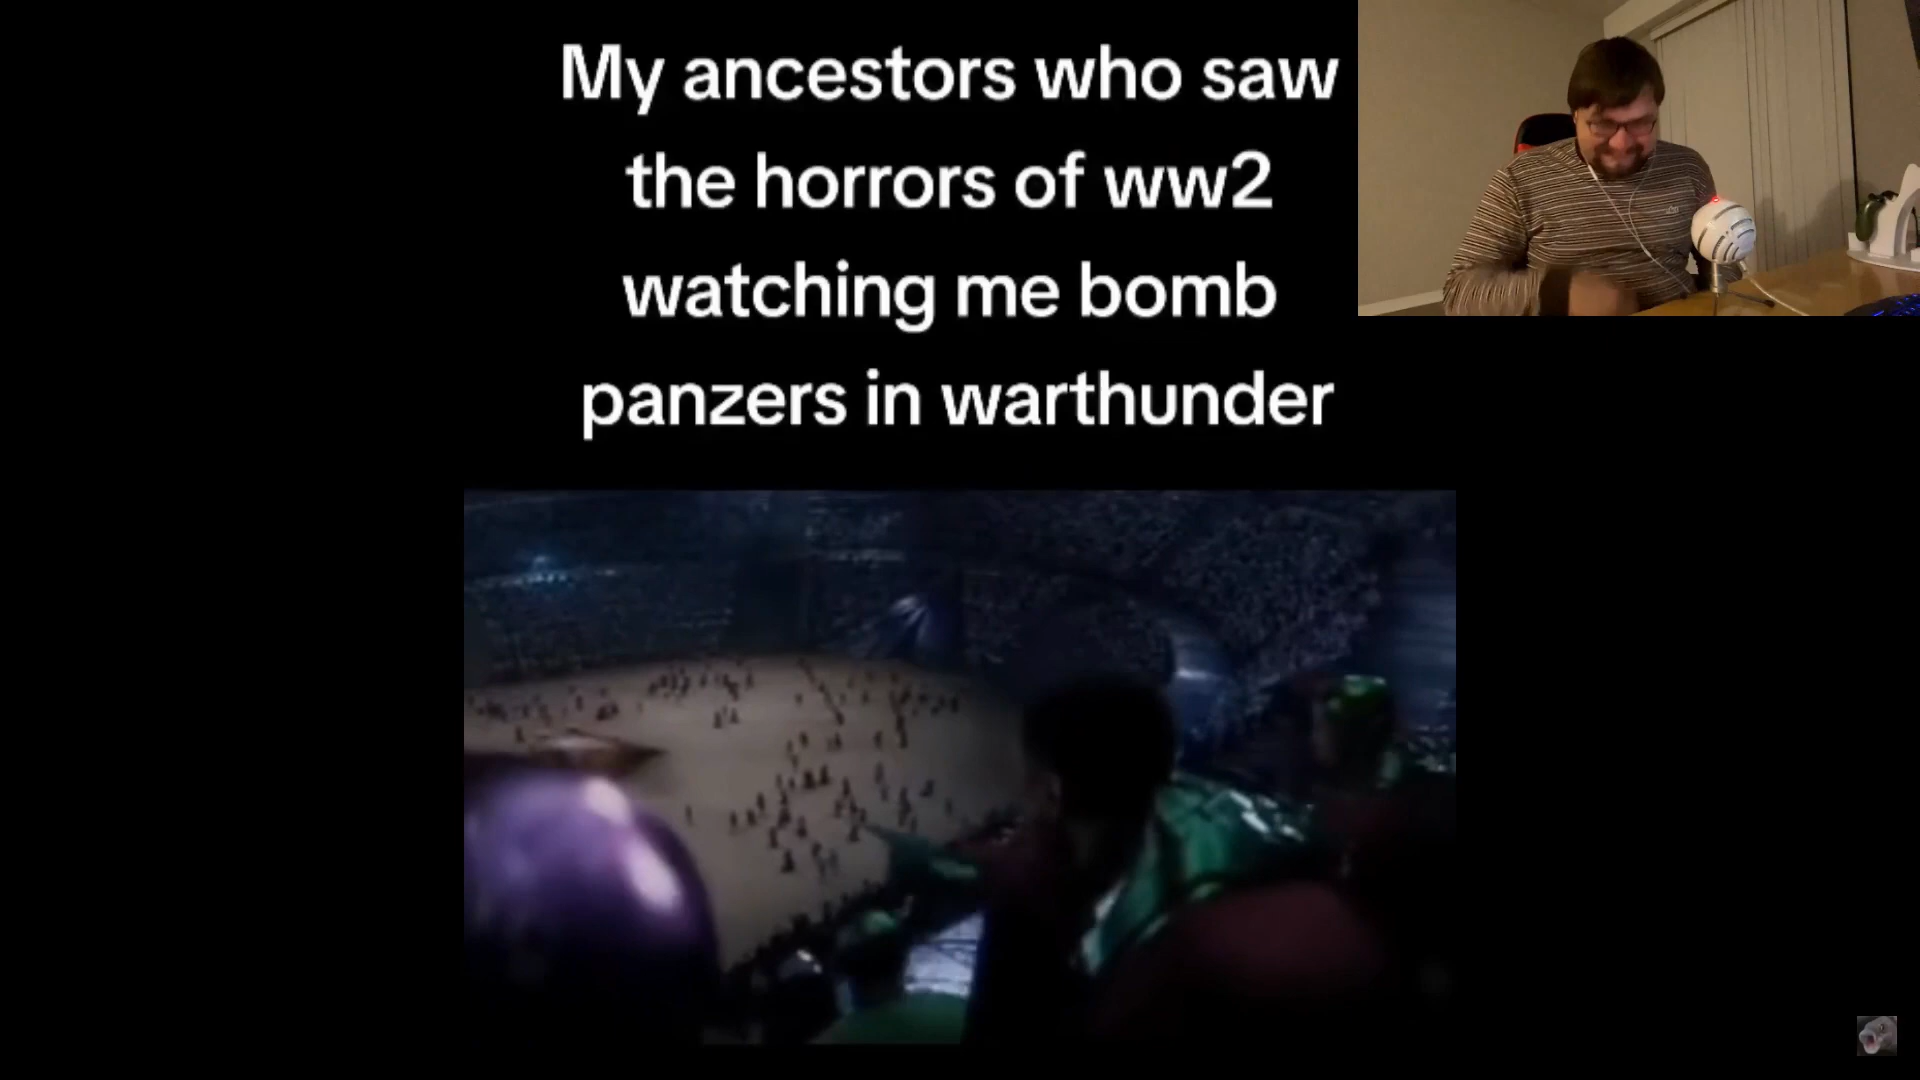 My ancestors who saw
the horrors of ww2
watching me bomb
panzers in warthunder